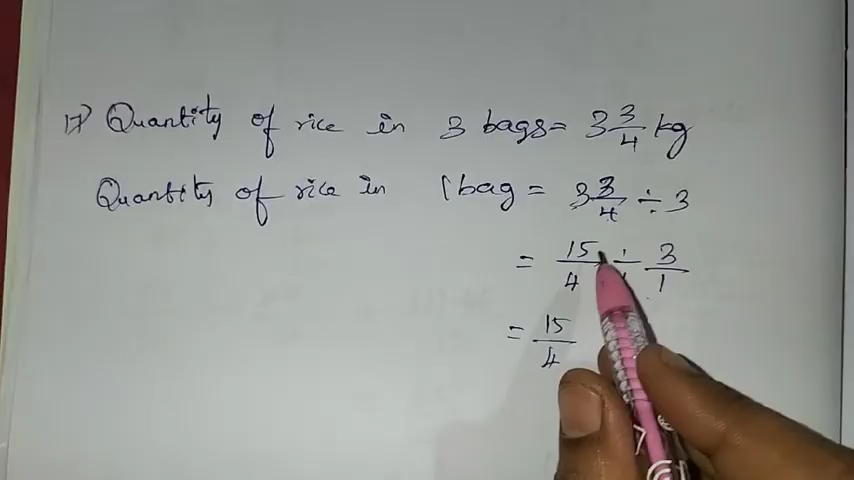 17) Quantity of rice in 3 bags = 3 3/4 kg
Quantity of rice in 1 bag = 3 3/4 ÷ 3
= 15/4 ÷ 3/1
= 15/4